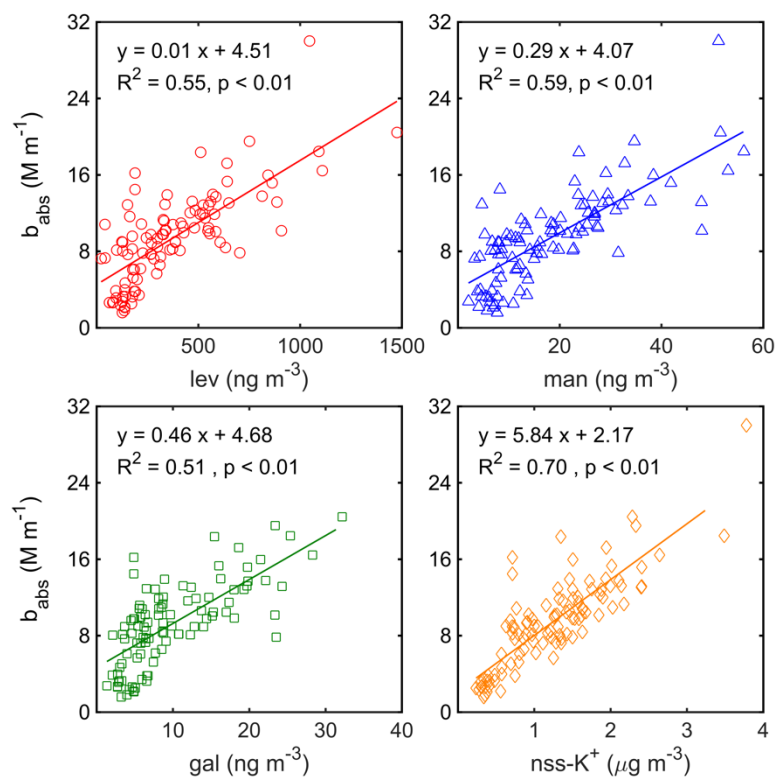 32
24
16
8
0
b_abs (M m⁻¹)
y = 0.01 x + 4.51
R² = 0.55, p < 0.01
500
1000
1500
lev (ng m⁻³)
y = 0.29 x + 4.07
R² = 0.59, p < 0.01
32
24
16
8
0
20
40
60
man (ng m⁻³)
32
24
16
8
0
b_abs (M m⁻¹)
y = 0.46 x + 4.68
R² = 0.51 , p < 0.01
10
20
30
40
gal (ng m⁻³)
y = 5.84 x + 2.17
R² = 0.70 , p < 0.01
32
24
16
8
0
1
2
3
4
nss-K⁺ (μg m⁻³)